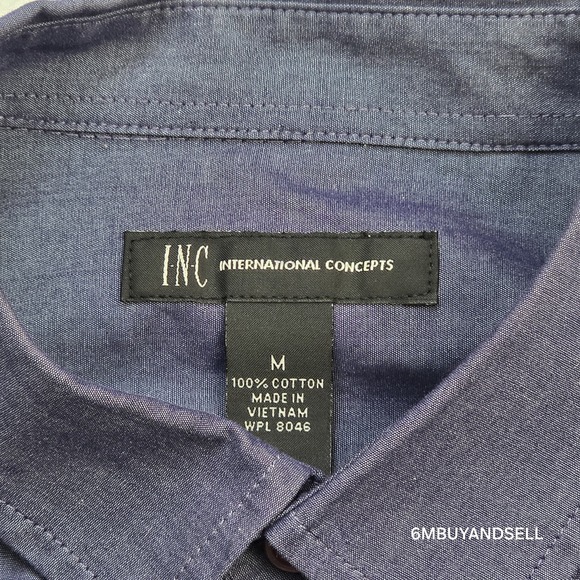 I·N·C INTERNATIONAL CONCEPTS
M
100% COTTON
MADE IN
VIETNAM
WPL 8046
6MBUYANDSELL